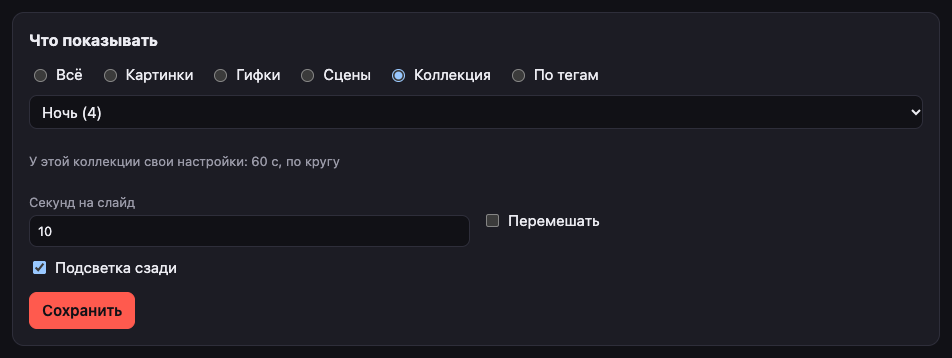 Что показывать
Всё Картинки Гифки Сцены Коллекция По тегам
Ночь (4)
У этой коллекции свои настройки: 60 с, по кругу
Секунд на слайд
10 Перемешать
Подсветка сзади
Сохранить